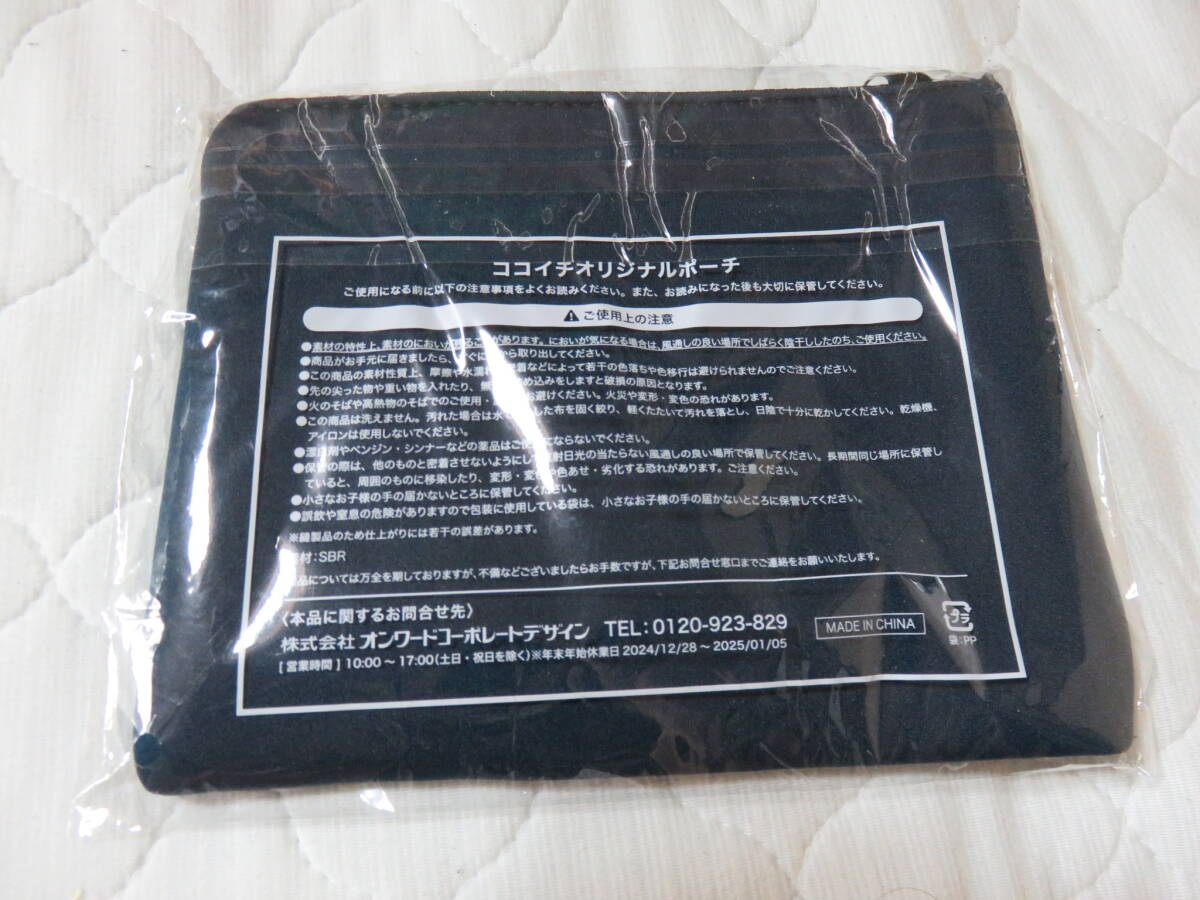 ココイチオリジナルポーチ
ご使用になる前に以下の注意事項をよくお読みください。また、お読みになった後も大切に保管してください。
⚠ご使用上の注意
●素材の特性上、素材のにおいが残ることがあります。においが気になる場合は、風通しの良い場所でしばらく陰干ししたのち、ご使用ください。
●商品がお手元に届きましたら、すぐに から取り出してください。
●この商品の素材性質上、摩擦や水濡れ、密着などによって若干の色落ちや色移行は避けられませんのでご注意ください。
●先の尖った物や重い物を入れたり、無 め込みをしますと破損の原因となります。
●火のそばや高熱物のそばでのご使用・ お避けください。火災や変形・変色の恐れがあります。
●この商品は洗えません。汚れた場合は水で した布を固く絞り、軽くたたいて汚れを落とし、日陰で十分に乾かしてください。乾燥機、
アイロンは使用しないでください。
●漂白剤やベンジン・シンナーなどの薬品はご使用にならないでください。
●保管の際は、他のものと密着させないようにして直射日光の当たらない風通しの良い場所で保管してください。長期間同じ場所に保管し
ていると、周囲のものに移染したり、変形・変色や色あせ・劣化する恐れがあります。ご注意ください。
●小さなお子様の手の届かないところに保管してください。
●誤飲や窒息の危険がありますので包装に使用している袋は、小さなお子様の手の届かないところに保管してください。
※縫製品のため仕上がりには若干の誤差があります。
材:SBR
品については万全を期しておりますが、不備などございましたらお手数ですが、下記お問合せ窓口までご連絡をお願いいたします。
〈本品に関するお問合せ先〉
株式会社 オンワードコーポレートデザイン TEL:0120-923-829
[ 営業時間 ] 10:00～17:00(土日・祝日を除く)※年末年始休業日 2024/12/28～2025/01/05
MADE IN CHINA
プラ
袋:PP